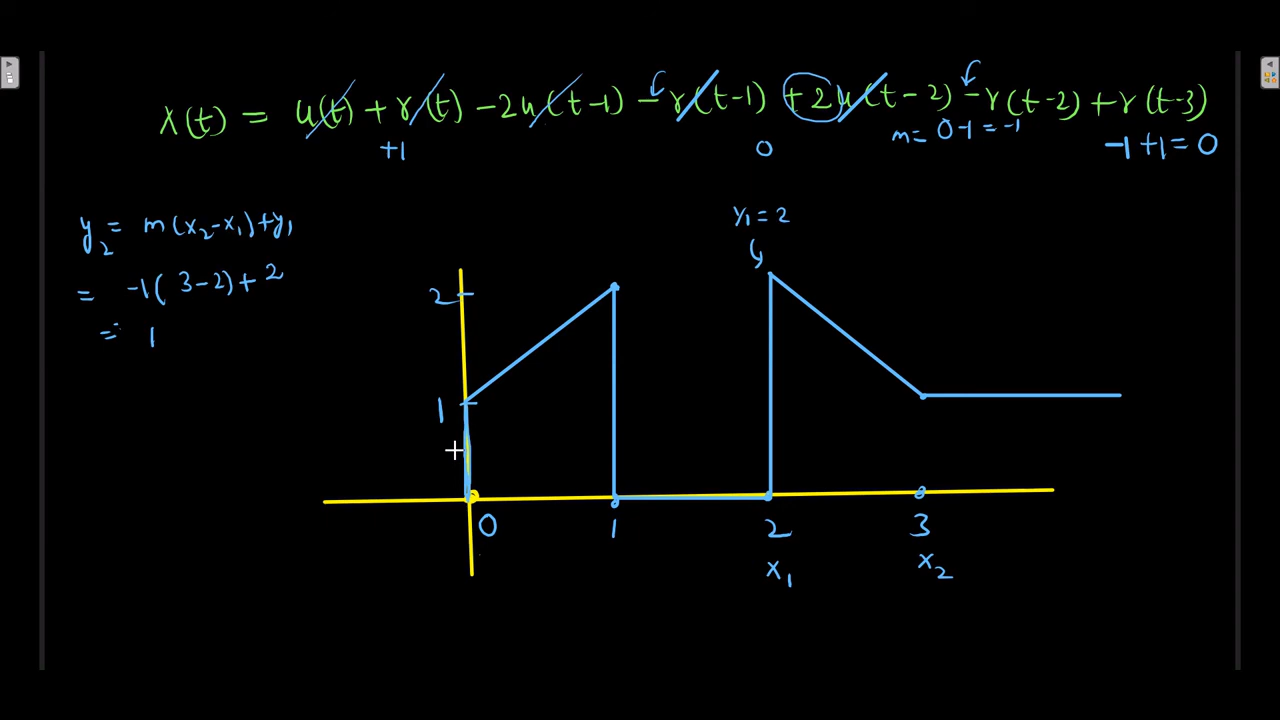 x(t) = u(t) + r(t) - 2u(t-1) - r(t-1) + 2u(t-2) - r(t-2) + r(t-3)
+1
0
m = 0-1 = -1
-1 +1 = 0
y₂ = m(x₂-x₁)+y₁
= -1(3-2)+2
= 1
y₁ = 2
2
1
0 1 2 3
x₁ x₂